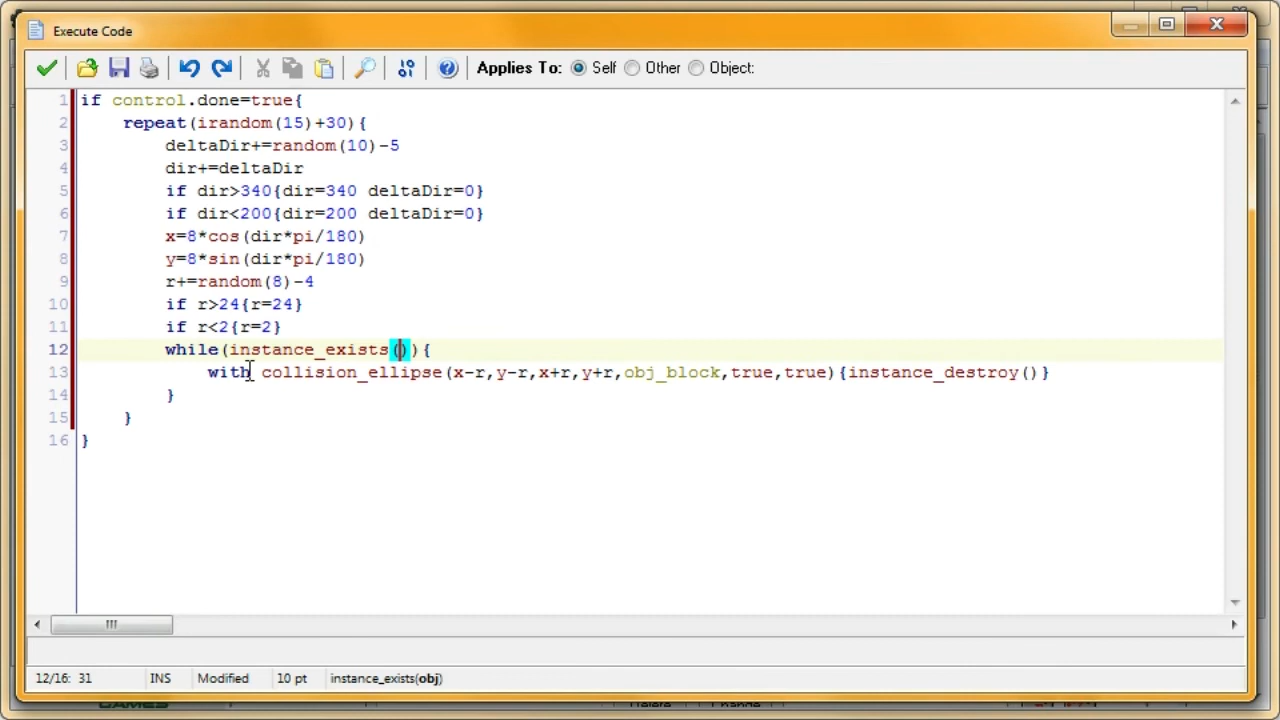 Execute Code
Applies To: Self Other Object:
1 if control.done=true{
2 repeat(irandom(15)+30){
3 deltaDir+=random(10)-5
4 dir+=deltaDir
5 if dir>340{dir=340 deltaDir=0}
6 if dir<200{dir=200 deltaDir=0}
7 x=8*cos(dir*pi/180)
8 y=8*sin(dir*pi/180)
9 r+=random(8)-4
10 if r>24{r=24}
11 if r<2{r=2}
12 while(instance_exists()){
13 with collision_ellipse(x-r,y-r,x+r,y+r,obj_block,true,true){instance_destroy()}
14 }
15 }
16 }
12/16: 31 INS Modified 10 pt instance_exists(obj)